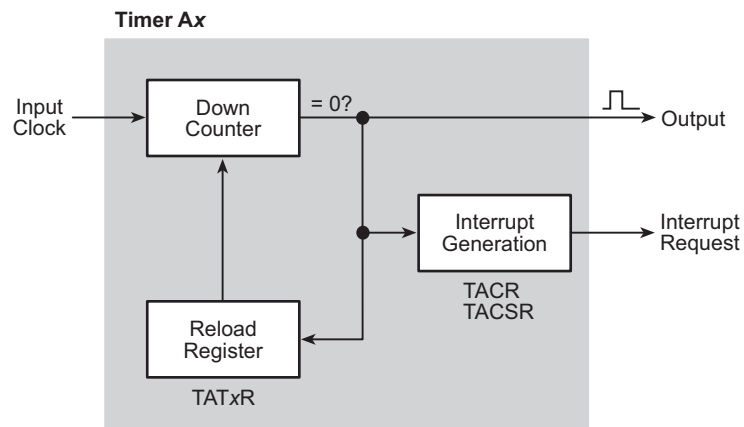 Timer Ax
Input
Clock
Down
Counter
= 0?
Output
Interrupt
Generation
Interrupt
Request
TACR
TACSR
Reload
Register
TATxR